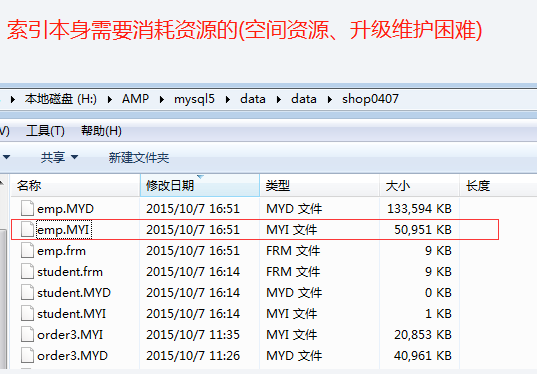 索引本身需要消耗资源的(空间资源、升级维护困难)
本地磁盘 (H:) AMP mysql5 data data shop0407
V) 工具(T) 帮助(H)
共享 新建文件夹
名称 修改日期 类型 大小 长度
emp.MYD 2015/10/7 16:51 MYD 文件 133,594 KB
emp.MYI 2015/10/7 16:51 MYI 文件 50,951 KB
emp.frm 2015/10/7 16:51 FRM 文件 9 KB
student.frm 2015/10/7 16:14 FRM 文件 9 KB
student.MYD 2015/10/7 16:14 MYD 文件 0 KB
student.MYI 2015/10/7 16:14 MYI 文件 1 KB
order3.MYI 2015/10/7 11:35 MYI 文件 20,853 KB
order3.MYD 2015/10/7 11:26 MYD 文件 40,961 KB